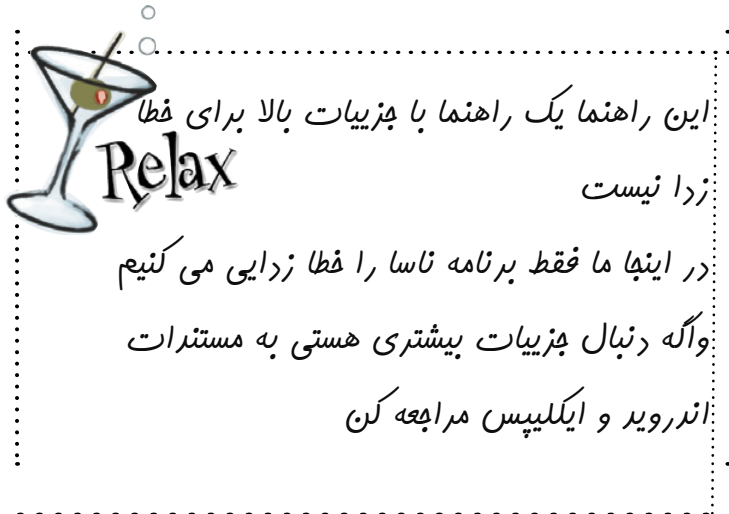 این راهنما یک راهنما با جزییات بالا برای خطا
Relax
زدا نیست
در اینجا ما فقط برنامه ناسا را خطا زدایی می کنیم
واگه دنبال جزییات بیشتری هستی به مستندات
اندروید و ایکلیپس مراجعه کن